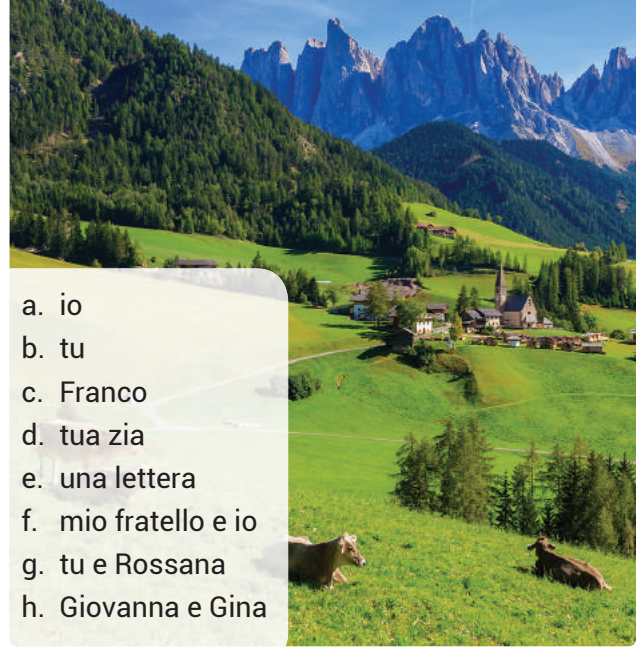 a. io
b. tu
c. Franco
d. tua zia
e. una lettera
f. mio fratello e io
g. tu e Rossana
h. Giovanna e Gina